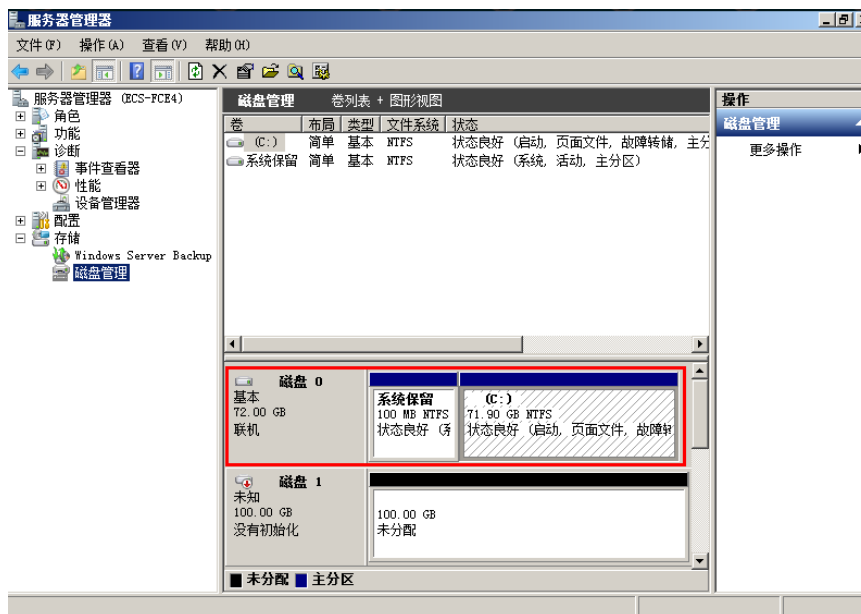 服务器管理器
文件(F) 操作(A) 查看(V) 帮助(H)
服务器管理器 (ECS-FCE4)
角色
功能
诊断
事件查看器
性能
设备管理器
配置
存储
Windows Server Backup
磁盘管理
磁盘管理 卷列表 + 图形视图
卷 布局 类型 文件系统 状态
(C:) 简单 基本 NTFS 状态良好 (启动, 页面文件, 故障转储, 主分
系统保留 简单 基本 NTFS 状态良好 (系统, 活动, 主分区)
磁盘 0
基本
72.00 GB
联机
系统保留
100 MB NTFS
状态良好 (系
(C:)
71.90 GB NTFS
状态良好 (启动, 页面文件, 故障转
磁盘 1
未知
100.00 GB
没有初始化
100.00 GB
未分配
未分配 主分区
操作
磁盘管理
更多操作